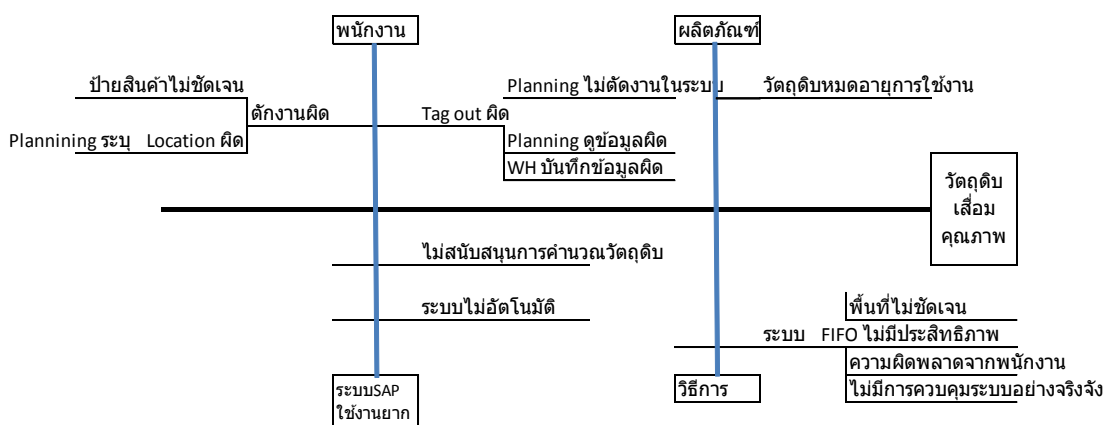 พนักงาน
ผลิตภัณฑ์
ป้ายสินค้าไม่ชัดเจน
Planning ไม่ตัดงานในระบบ
วัตถุดิบหมดอายุการใช้งาน
ตักงานผิด
Tag out ผิด
Plannining ระบุ Location ผิด
Planning ดูข้อมูลผิด
WH บันทึกข้อมูลผิด
วัตถุดิบ
เสื่อม
คุณภาพ
ไม่สนับสนุนการคำนวณวัตถุดิบ
ระบบไม่อัตโนมัติ
พื้นที่ไม่ชัดเจน
ระบบ FIFO ไม่มีประสิทธิภาพ
ความผิดพลาดจากพนักงาน
ไม่มีการควบคุมระบบอย่างจริงจัง
ระบบSAP
ใช้งานยาก
วิธีการ